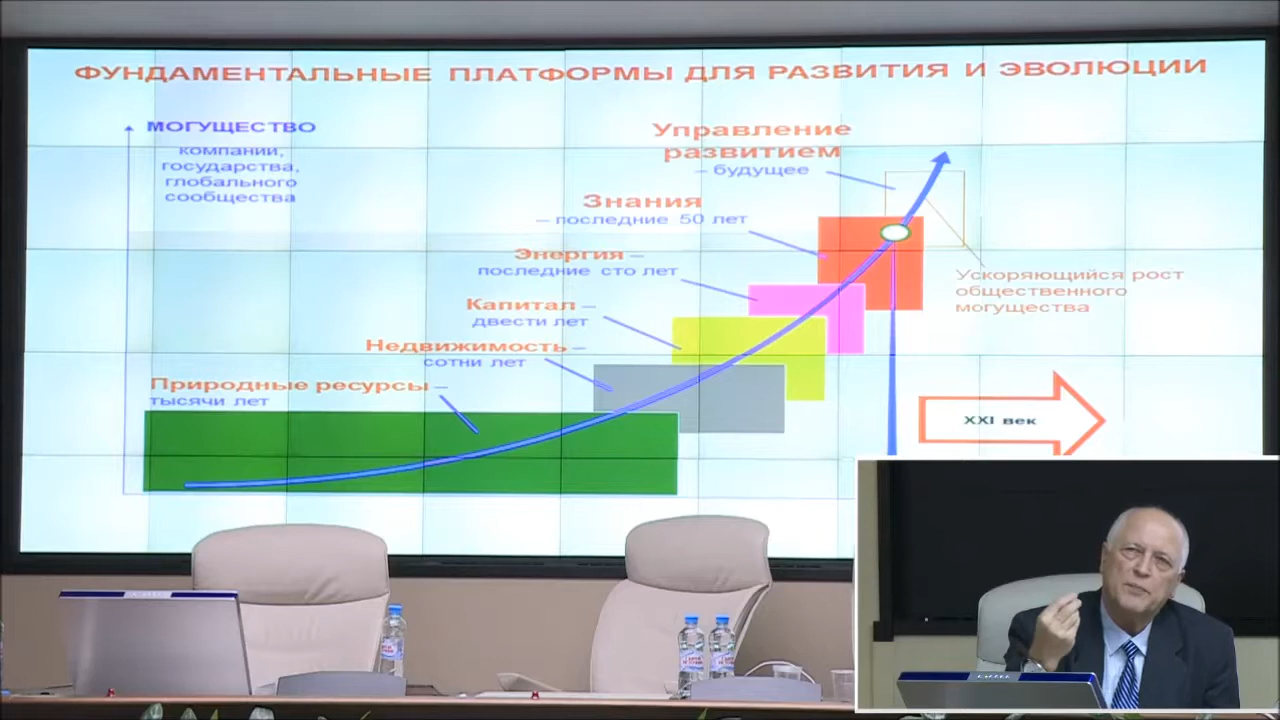 ФУНДАМЕНТАЛЬНЫЕ ПЛАТФОРМЫ ДЛЯ РАЗВИТИЯ И ЭВОЛЮЦИИ
МОГУЩЕСТВО
компании,
государства,
глобального
сообщества
Управление
развитием
– будущее
Знания
– последние 50 лет
Энергия –
последние сто лет
Капитал –
двести лет
Недвижимость –
сотни лет
Природные ресурсы –
тысячи лет
Ускоряющийся рост
общественного
могущества
XXI век